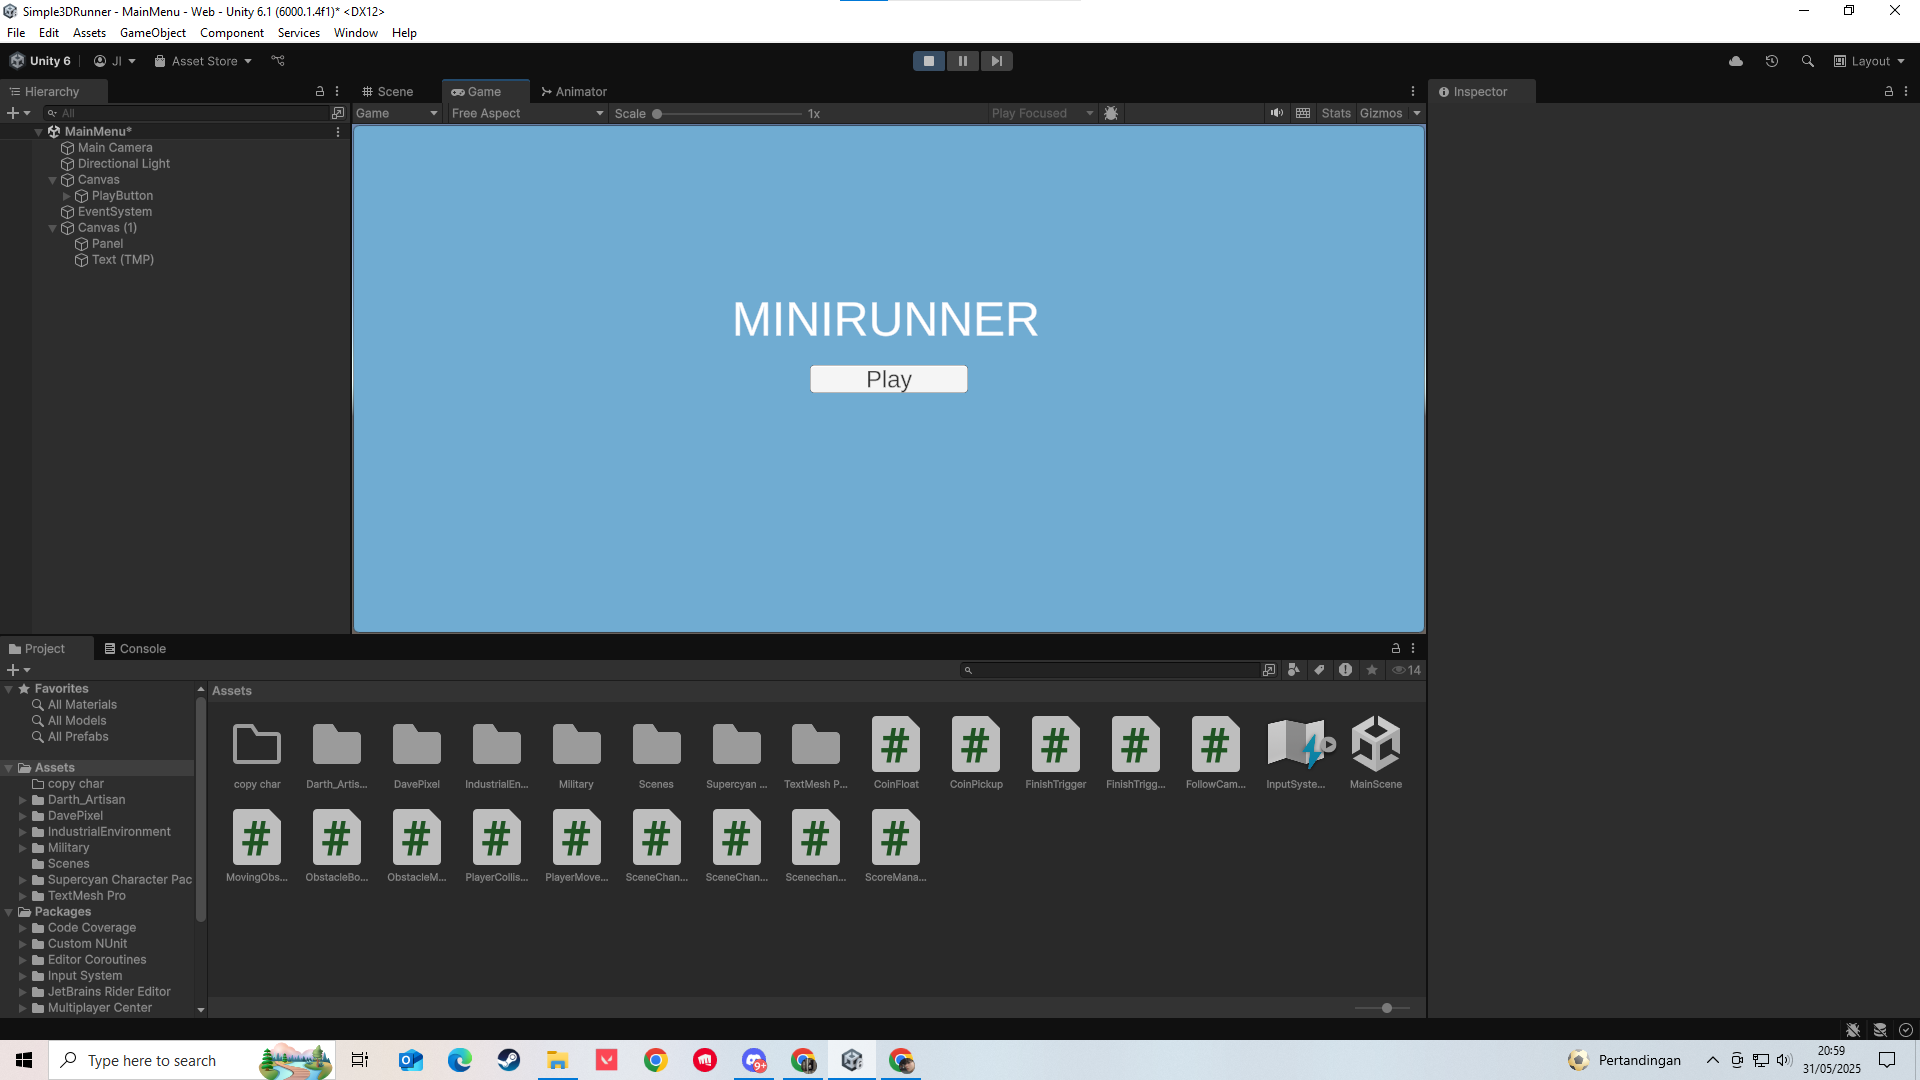 Simple3DRunner - MainMenu - Web - Unity 6.1 (6000.1.4f1)* <DX12>
File Edit Assets GameObject Component Services Window Help
Unity 6 JI Asset Store Layout
Hierarchy Scene Game Animator Inspector
All Game Free Aspect Scale 1x Play Focused Stats Gizmos
MainMenu*
Main Camera
Directional Light
Canvas
PlayButton
EventSystem
Canvas (1)
Panel
Text (TMP)
MINIRUNNER
Play
Project Console
14
Favorites
All Materials
All Models
All Prefabs
Assets
copy char
Darth_Artisan
DavePixel
IndustrialEnvironment
Military
Scenes
Supercyan Character Pac
TextMesh Pro
Packages
Code Coverage
Custom NUnit
Editor Coroutines
Input System
JetBrains Rider Editor
Multiplayer Center
Assets
copy char Darth_Artis... DavePixel IndustrialEn... Military Scenes Supercyan ... TextMesh P... CoinFloat CoinPickup FinishTrigger FinishTrigg... FollowCam... InputSyste... MainScene
MovingObs... ObstacleBo... ObstacleM... PlayerCollis... PlayerMove... SceneChan... SceneChan... Scenechan... ScoreMana...
Type here to search
9+
Pertandingan
20:59
31/05/2025